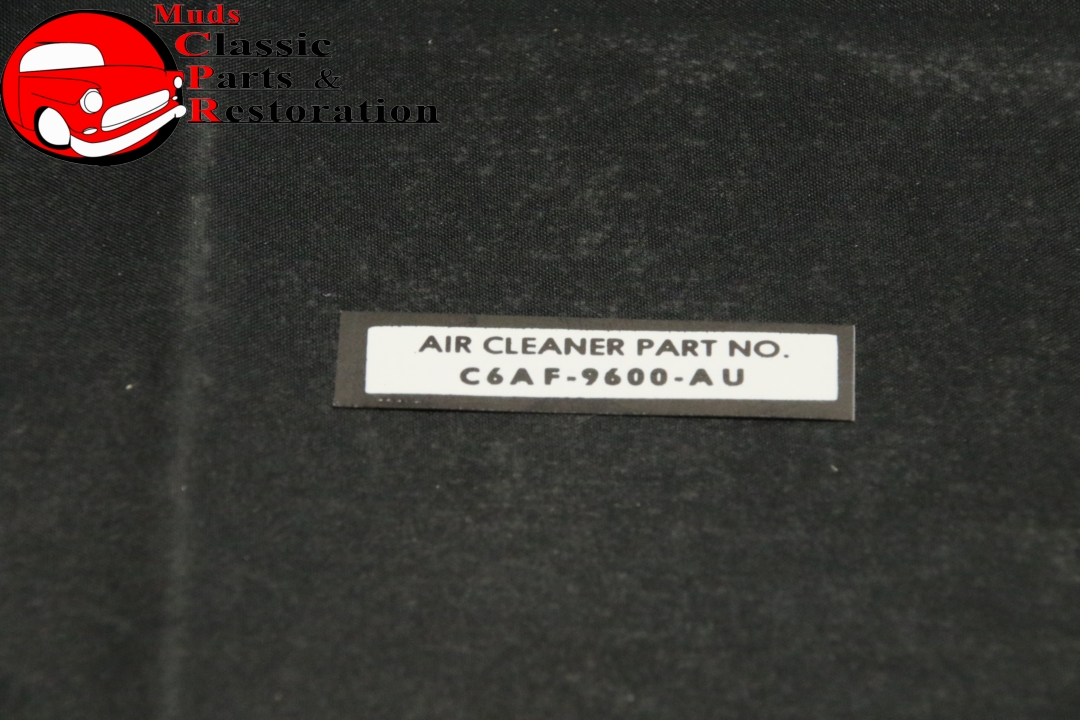 Muds
Classic
Parts &
Restoration
AIR CLEANER PART NO.
C6AF-9600-AU